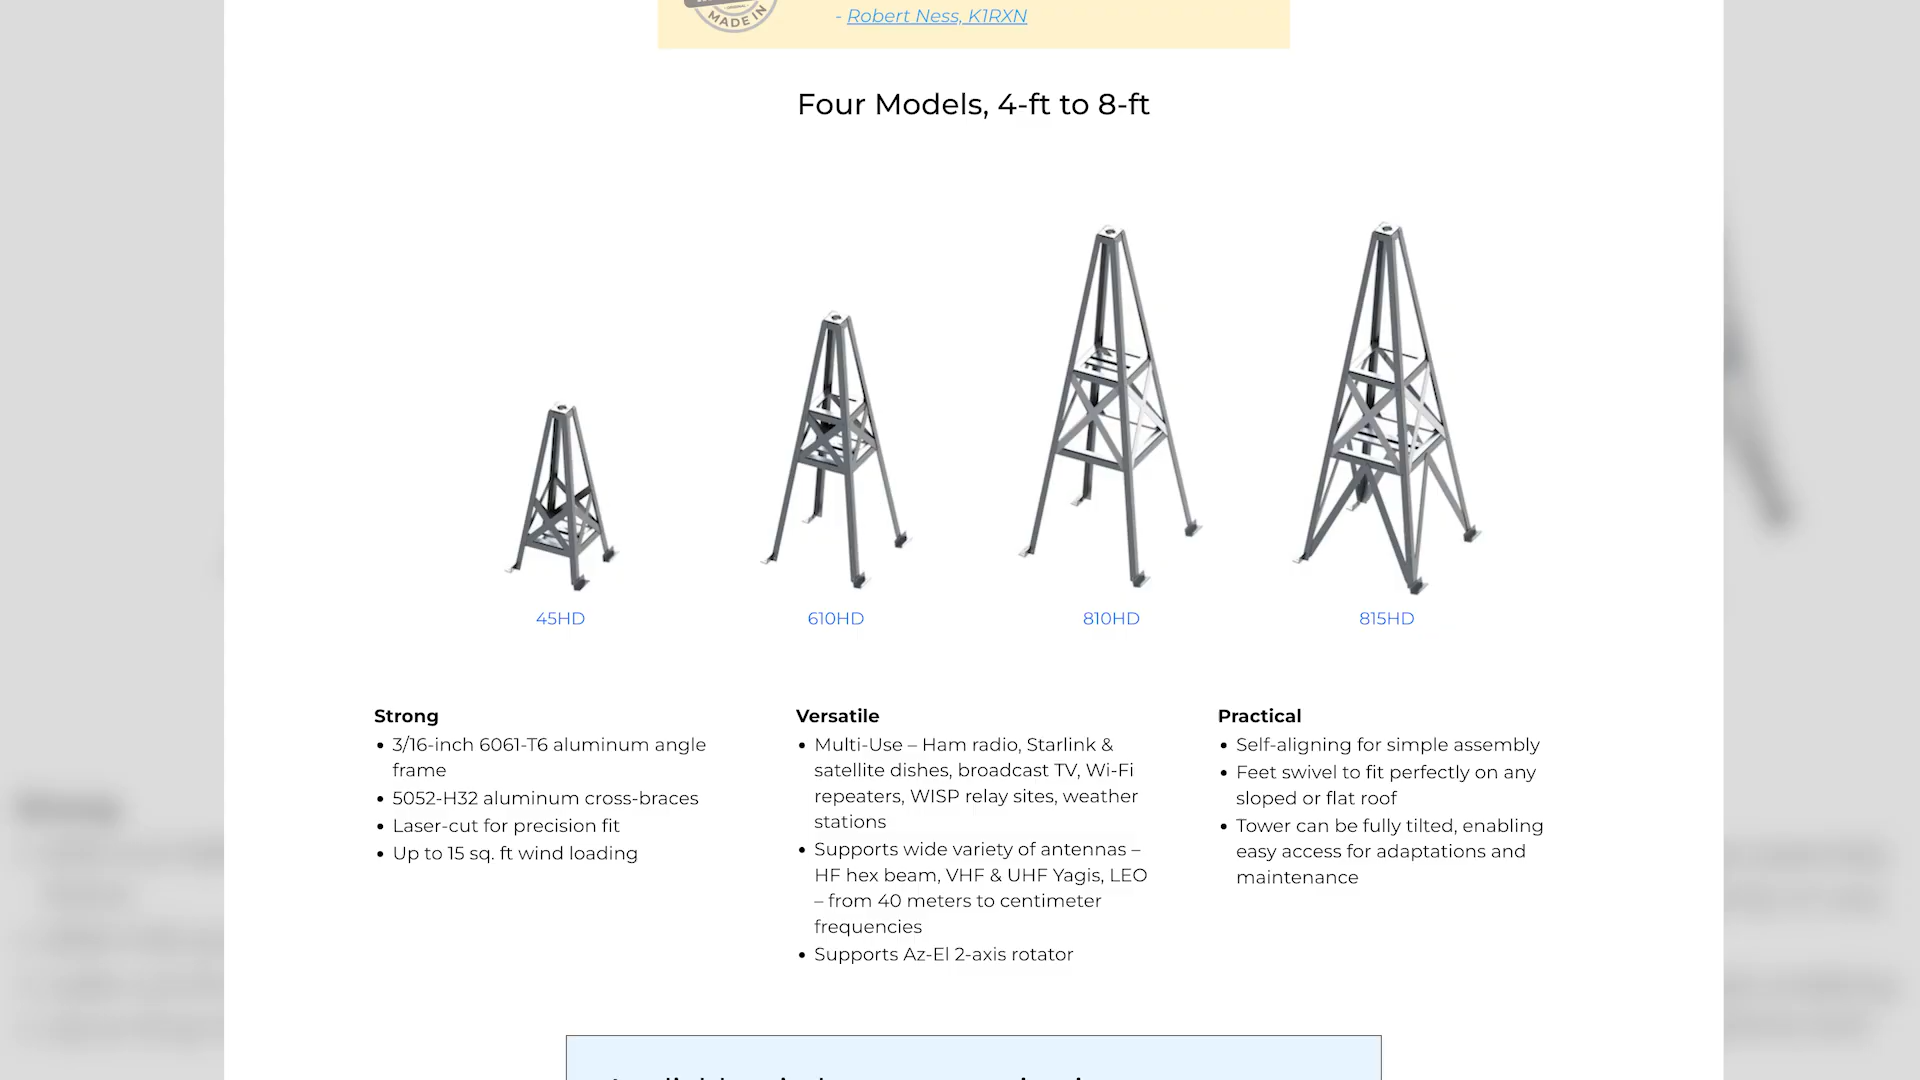 MADE IN
- Robert Ness, K1RXN
Four Models, 4-ft to 8-ft
45HD
610HD
810HD
815HD
Strong
• 3/16-inch 6061-T6 aluminum angle
frame
• 5052-H32 aluminum cross-braces
• Laser-cut for precision fit
• Up to 15 sq. ft wind loading
Versatile
• Multi-Use – Ham radio, Starlink &
satellite dishes, broadcast TV, Wi-Fi
repeaters, WISP relay sites, weather
stations
• Supports wide variety of antennas –
HF hex beam, VHF & UHF Yagis, LEO
– from 40 meters to centimeter
frequencies
• Supports Az-El 2-axis rotator
Practical
• Self-aligning for simple assembly
• Feet swivel to fit perfectly on any
sloped or flat roof
• Tower can be fully tilted, enabling
easy access for adaptations and
maintenance